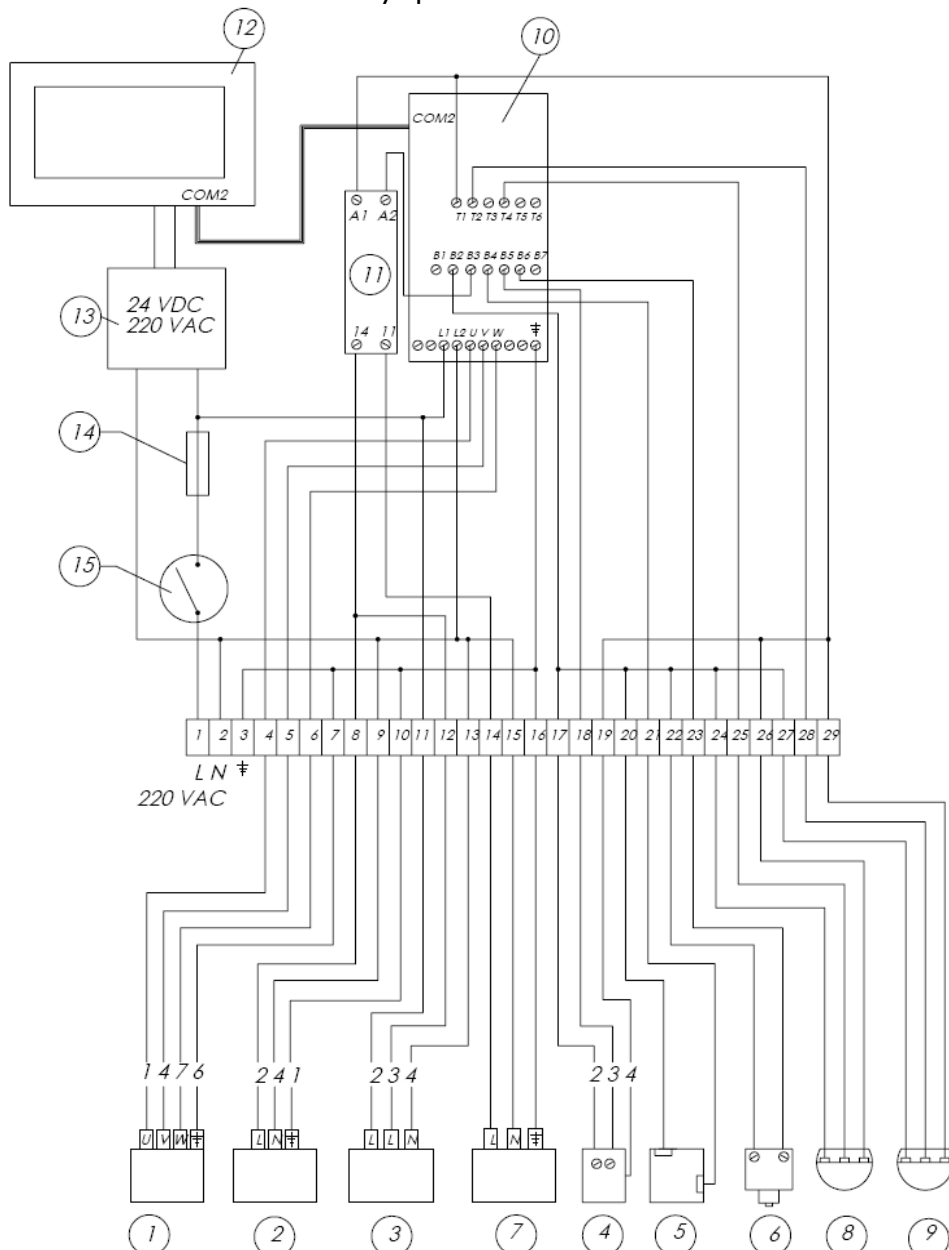 12
10
COM2
COM2
A1 A2
T1 T2 T3 T4 T5 T6
11
B1 B2 B3 B4 B5 B6 B7
13
24 VDC
220 VAC
14 11
L1 L2 U V W
14
15
1 2 3 4 5 6 7 8 9 10 11 12 13 14 15 16 17 18 19 20 21 22 23 24 25 26 27 28 29
L N
220 VAC
1 4 7 6 2 4 1 2 3 4 2 3 4
U V W L N L L N L N
1 2 3 7 4 5 6 8 9